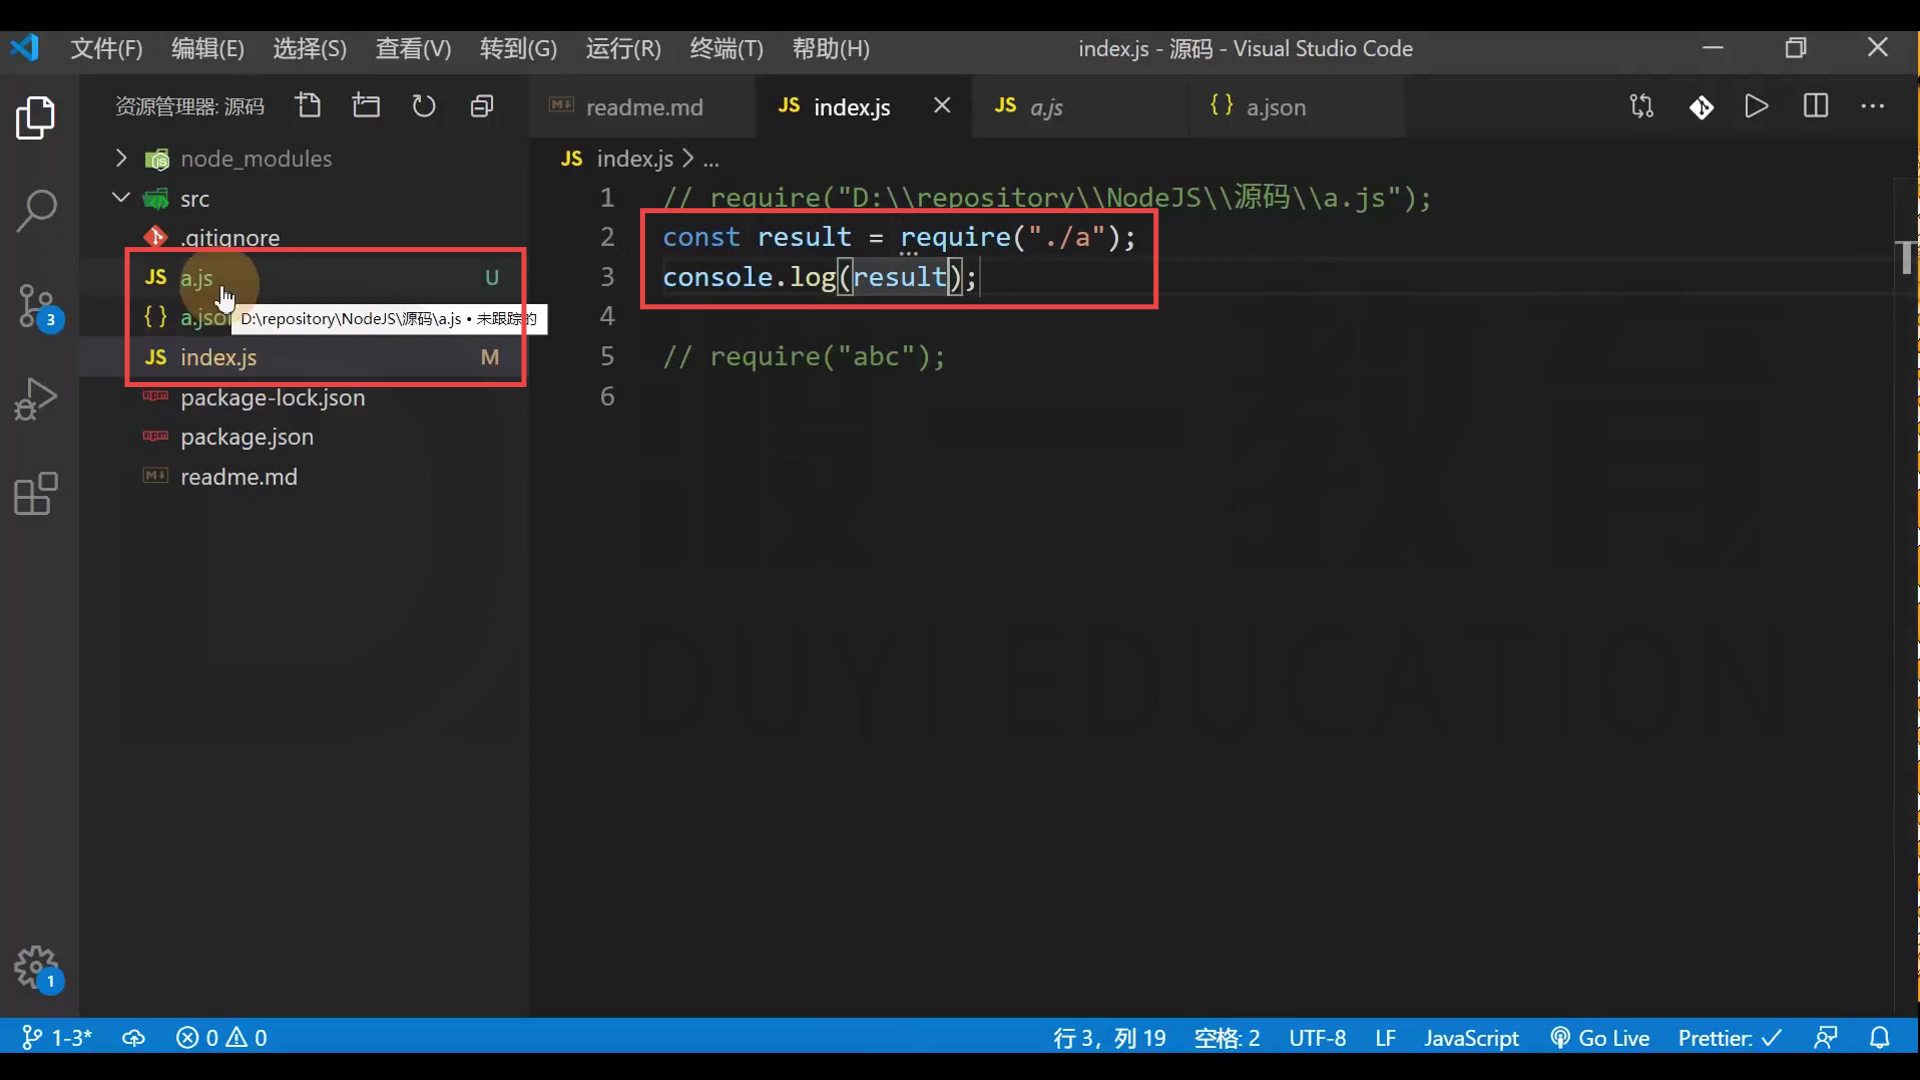 文件(F) 编辑(E) 选择(S) 查看(V) 转到(G) 运行(R) 终端(T) 帮助(H) index.js - 源码 - Visual Studio Code
资源管理器: 源码
node_modules
src
.gitignore
JS a.js U
{ } a.json
D:\repository\NodeJS\源码\a.js • 未跟踪的
JS index.js M
package-lock.json
package.json
readme.md
3
1
readme.md JS index.js JS a.js { } a.json
JS index.js > ...
1 // require("D:\\repository\\NodeJS\\源码\\a.js");
2 const result = require("./a");
3 console.log(result);
4
5 // require("abc");
6
DUYI EDUCATION
1-3* 0 0 行 3，列 19 空格: 2 UTF-8 LF JavaScript Go Live Prettier: ✓